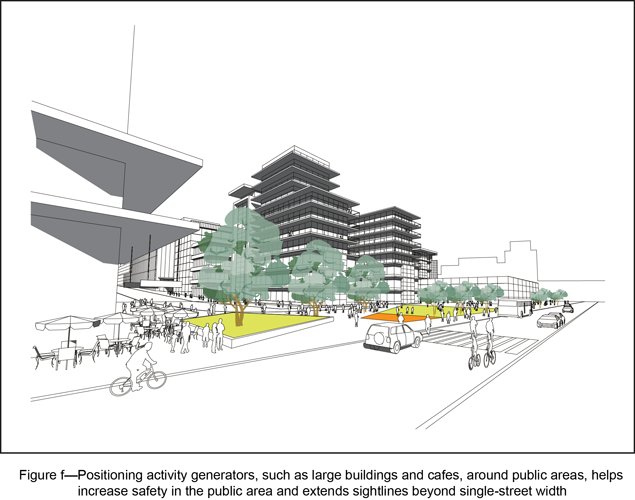 Figure f—Positioning activity generators, such as large buildings and cafes, around public areas, helps
increase safety in the public area and extends sightlines beyond single-street width